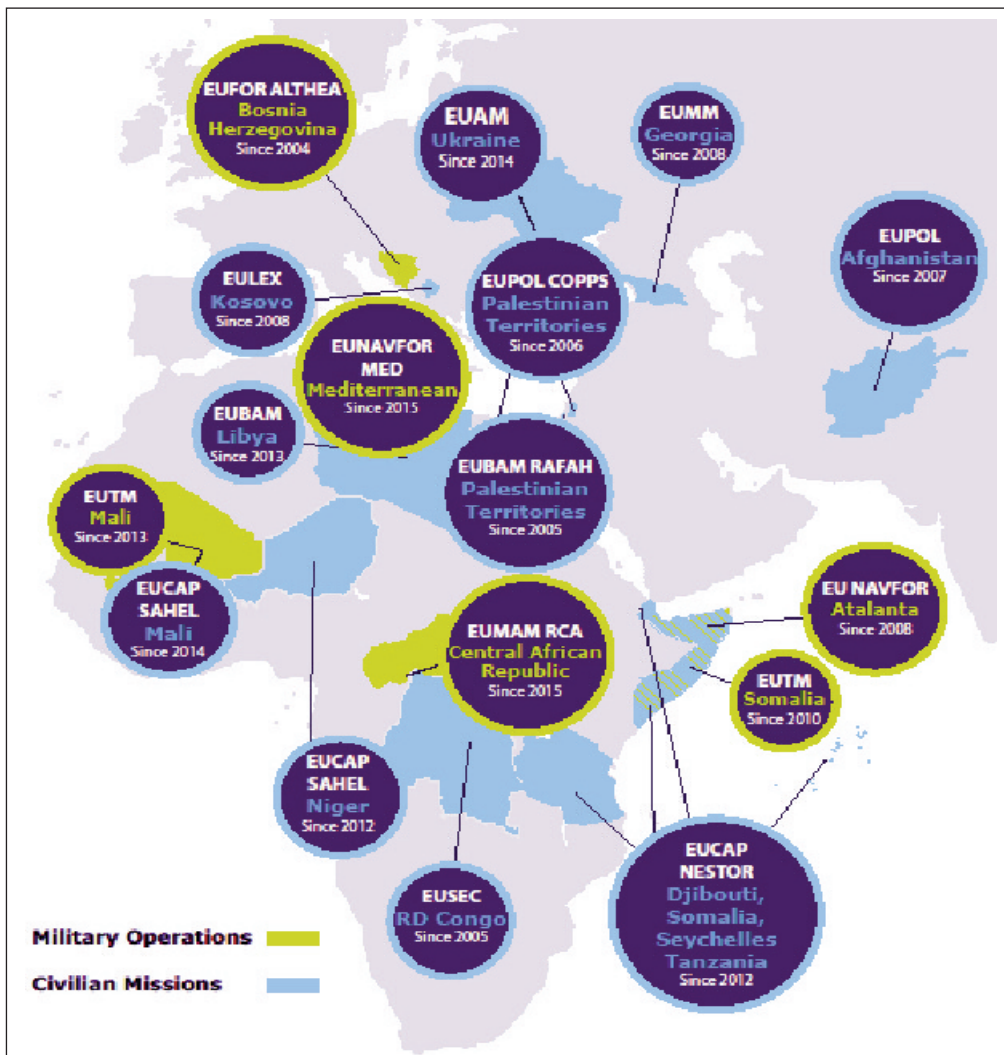 EUFOR ALTHEA
Bosnia
Herzegovina
Since 2004
EUAM
Ukraine
Since 2014
EUMM
Georgia
Since 2008
EUPOL
Afghanistan
Since 2007
EULEX
Kosovo
Since 2008
EUPOL COPPS
Palestinian
Territories
Since 2006
EUNAVFOR
MED
Mediterranean
Since 2015
EUBAM
Libya
Since 2013
EUBAM RAFAH
Palestinian
Territories
Since 2005
EUTM
Mali
Since 2013
EUCAP
SAHEL
Mali
Since 2014
EUMAM RCA
Central African
Republic
Since 2015
EU NAVFOR
Atalanta
Since 2008
EUTM
Somalia
Since 2010
EUCAP
SAHEL
Niger
Since 2012
EUSEC
RD Congo
Since 2005
EUCAP
NESTOR
Djibouti,
Somalia,
Seychelles
Tanzania
Since 2012
Military Operations
Civilian Missions